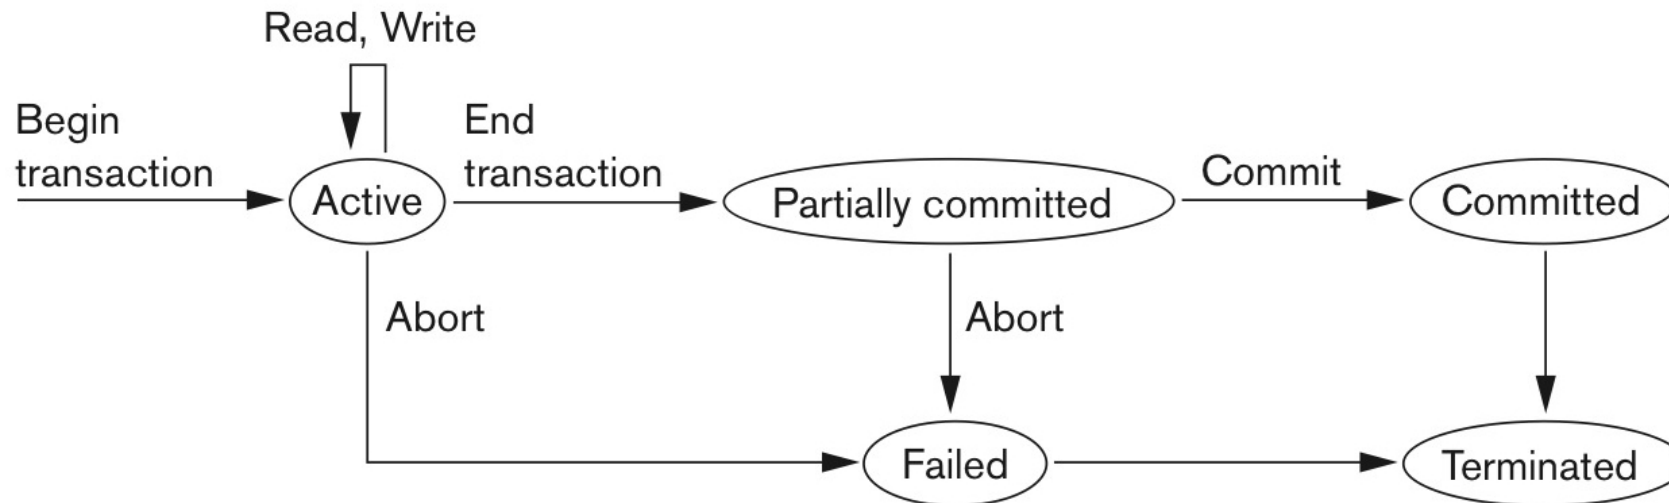 Read, Write
Begin
transaction
End
transaction
Active
Partially committed
Commit
Committed
Abort
Abort
Failed
Terminated